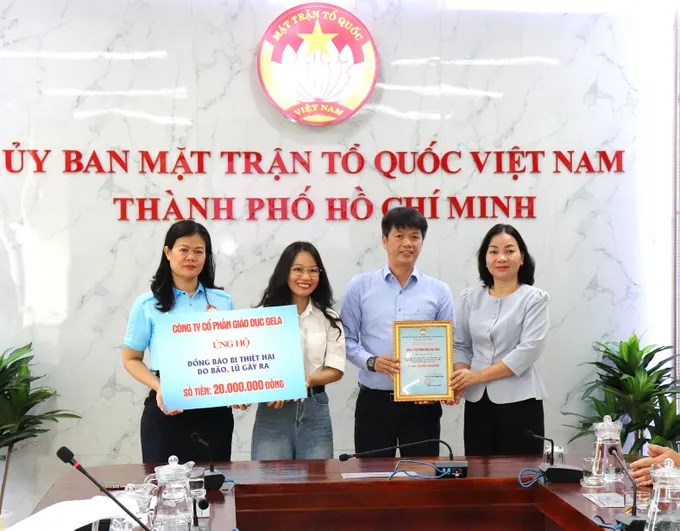 MẶT TRẬN TỔ QUỐC
VIỆT NAM
ỦY BAN MẶT TRẬN TỔ QUỐC VIỆT NAM
THÀNH PHỐ HỒ CHÍ MINH
CÔNG TY CỔ PHẦN GIÁO DỤC GELA
ỦNG HỘ
ĐỒNG BÀO BỊ THIỆT HẠI
DO BÃO, LŨ GÂY RA
SỐ TIỀN: 20.000.000 ĐỒNG